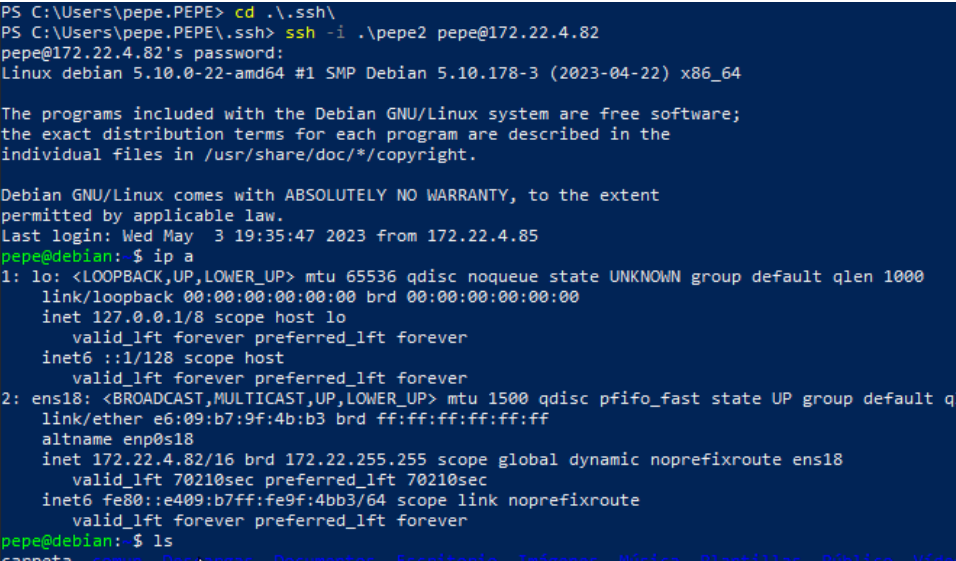 PS C:\Users\pepe.PEPE> cd .\.ssh\
PS C:\Users\pepe.PEPE\.ssh> ssh -i .\pepe2 pepe@172.22.4.82
pepe@172.22.4.82's password:
Linux debian 5.10.0-22-amd64 #1 SMP Debian 5.10.178-3 (2023-04-22) x86_64
The programs included with the Debian GNU/Linux system are free software;
the exact distribution terms for each program are described in the
individual files in /usr/share/doc/*/copyright.
Debian GNU/Linux comes with ABSOLUTELY NO WARRANTY, to the extent
permitted by applicable law.
Last login: Wed May  3 19:35:47 2023 from 172.22.4.85
pepe@debian:~$ ip a
1: lo: <LOOPBACK,UP,LOWER_UP> mtu 65536 qdisc noqueue state UNKNOWN group default qlen 1000
    link/loopback 00:00:00:00:00:00 brd 00:00:00:00:00:00
    inet 127.0.0.1/8 scope host lo
       valid_lft forever preferred_lft forever
    inet6 ::1/128 scope host
       valid_lft forever preferred_lft forever
2: ens18: <BROADCAST,MULTICAST,UP,LOWER_UP> mtu 1500 qdisc pfifo_fast state UP group default q
    link/ether e6:09:b7:9f:4b:b3 brd ff:ff:ff:ff:ff:ff
    altname enp0s18
    inet 172.22.4.82/16 brd 172.22.255.255 scope global dynamic noprefixroute ens18
       valid_lft 70210sec preferred_lft 70210sec
    inet6 fe80::e409:b7ff:fe9f:4bb3/64 scope link noprefixroute
       valid_lft forever preferred_lft forever
pepe@debian:~$ ls
carpeta